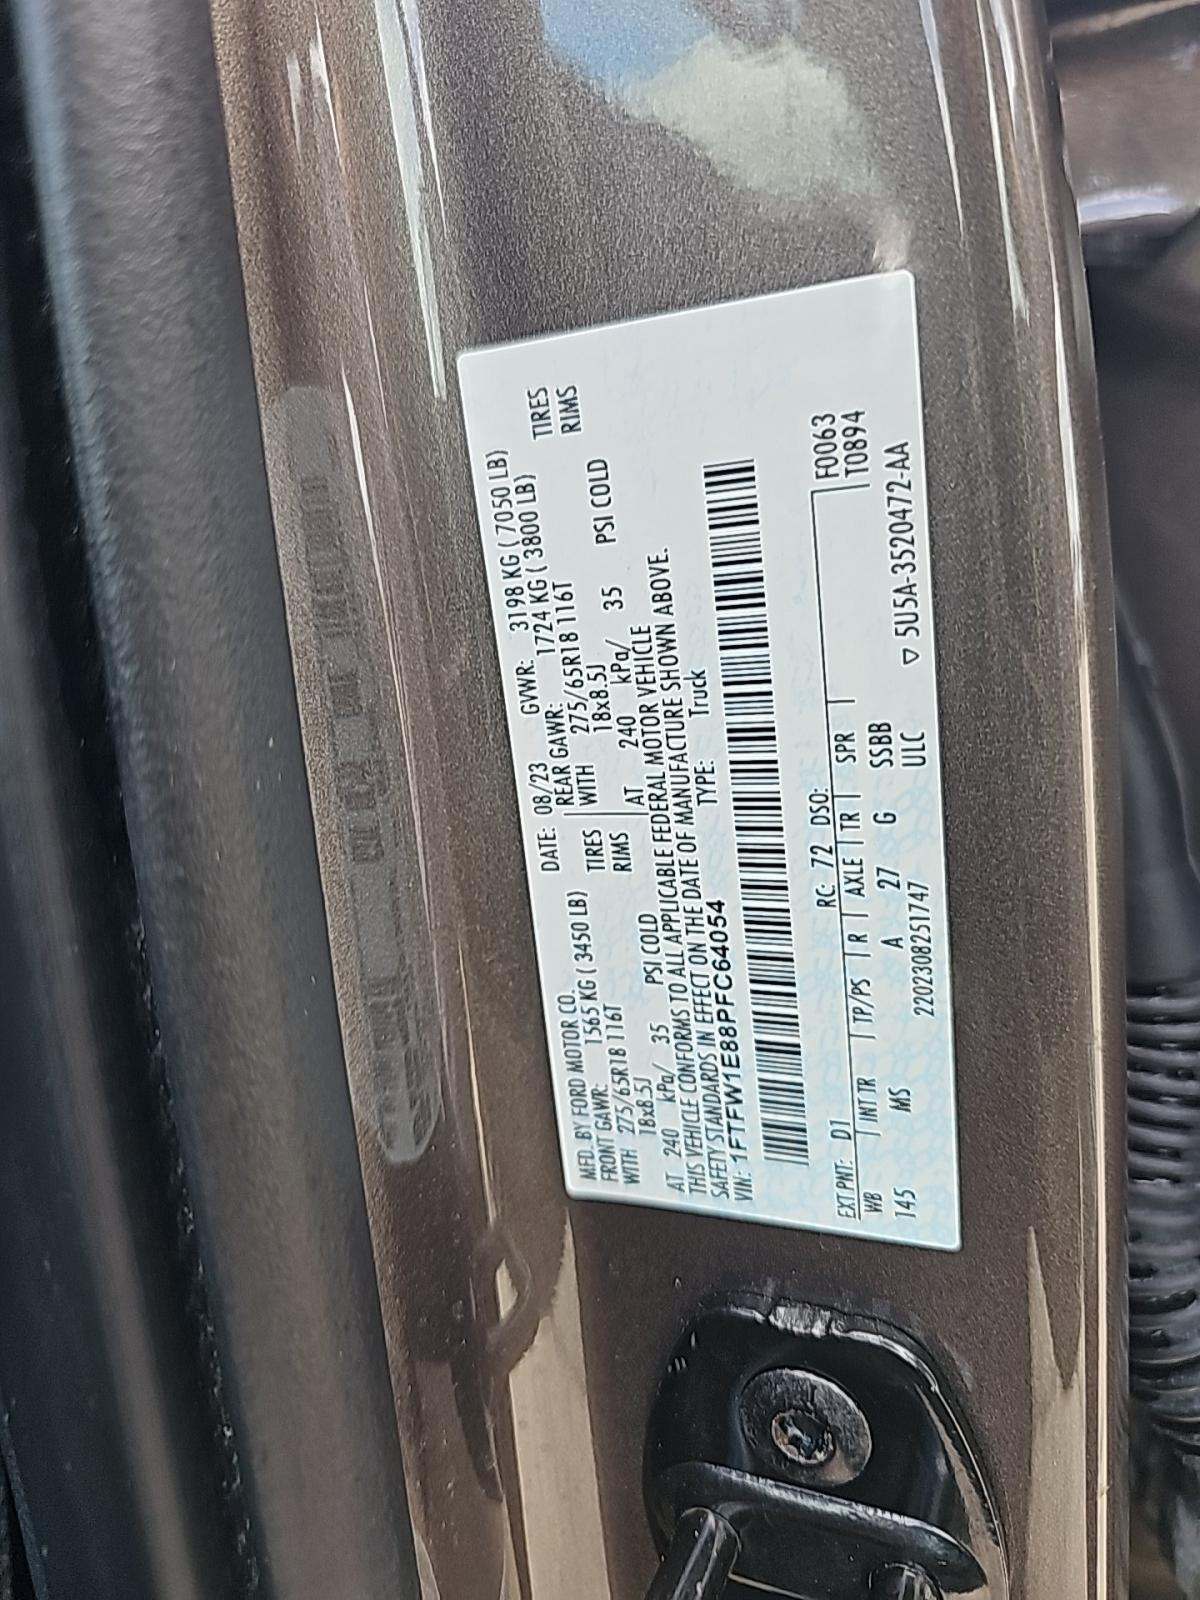 MFD. BY FORD MOTOR CO.
DATE: 08/23 GVWR: 3198 KG ( 7050 LB)
FRONT GAWR: 1565 KG ( 3450 LB) REAR GAWR: 1724 KG ( 3800 LB)
WITH 275/65R18 116T TIRES WITH 275/65R18 116T TIRES
18x8.5J RIMS 18x8.5J RIMS
AT 240 kPa/ 35 PSI COLD AT 240 kPa/ 35 PSI COLD
THIS VEHICLE CONFORMS TO ALL APPLICABLE FEDERAL MOTOR VEHICLE
SAFETY STANDARDS IN EFFECT ON THE DATE OF MANUFACTURE SHOWN ABOVE.
VIN: 1FTFW1E88PFC64054 TYPE: Truck
EXT PNT: D1 RC: 72 DSO: F0063
WB INT TR TP/PS R AXLE TR SPR T0894
145 MS A 27 G SSBB
2202308251747 ULC ▽ 5U5A-3520472-AA